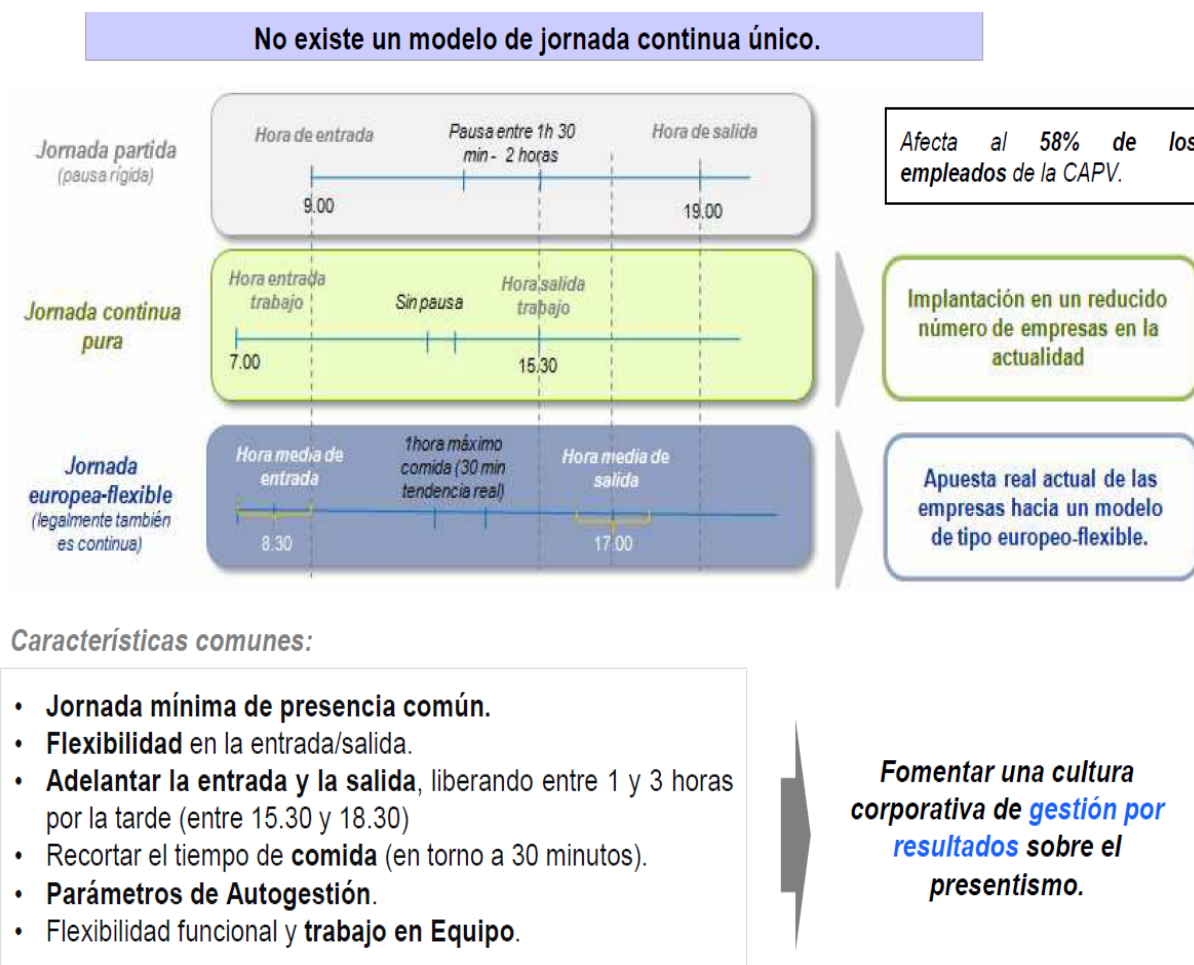 No existe un modelo de jornada continua único.
Jornada partida
(pausa rígida)
Hora de entrada
Pausa entre 1h 30
min - 2 horas
Hora de salida
9.00
19.00
Afecta al 58% de los
empleados de la CAPV.
Jornada continua
pura
Hora entrada
trabajo
Sin pausa
Hora salida
trabajo
7.00
15.30
Implantación en un reducido
número de empresas en la
actualidad
Jornada
europea-flexible
(legalmente también
es continua)
Hora media de
entrada
1hora máximo
comida (30 min
tendencia real)
Hora media de
salida
8.30
17.00
Apuesta real actual de las
empresas hacia un modelo
de tipo europeo-flexible.
Características comunes:
• Jornada mínima de presencia común.
• Flexibilidad en la entrada/salida.
• Adelantar la entrada y la salida, liberando entre 1 y 3 horas
por la tarde (entre 15.30 y 18.30)
• Recortar el tiempo de comida (en torno a 30 minutos).
• Parámetros de Autogestión.
• Flexibilidad funcional y trabajo en Equipo.
Fomentar una cultura
corporativa de gestión por
resultados sobre el
presentismo.